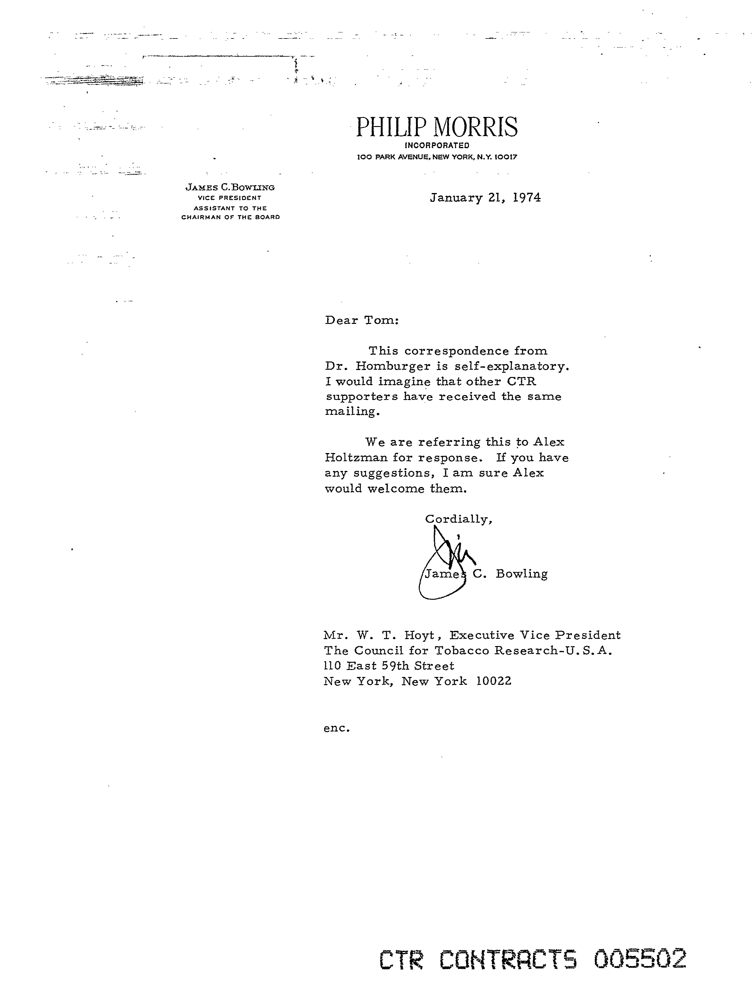 PHILIP MORRIS
INCORPORATED
100 PARK AVENUE, NEW YORK, N.Y. 10017
JAMES C. BOWLING
VICE PRESIDENT
ASSISTANT TO THE
CHAIRMAN OF THE BOARD
January 21, 1974
Dear Tom:
This correspondence from
Dr. Homburger is self-explanatory.
I would imagine that other CTR
supporters have received the same
mailing.
We are referring this to Alex
Holtzman for response. If you have
any suggestions, I am sure Alex
would welcome them.
Cordially,
Jim
James C. Bowling
Mr. W. T. Hoyt, Executive Vice President
The Council for Tobacco Research-U.S.A.
110 East 59th Street
New York, New York 10022
enc.
CTR CONTRACTS 005502